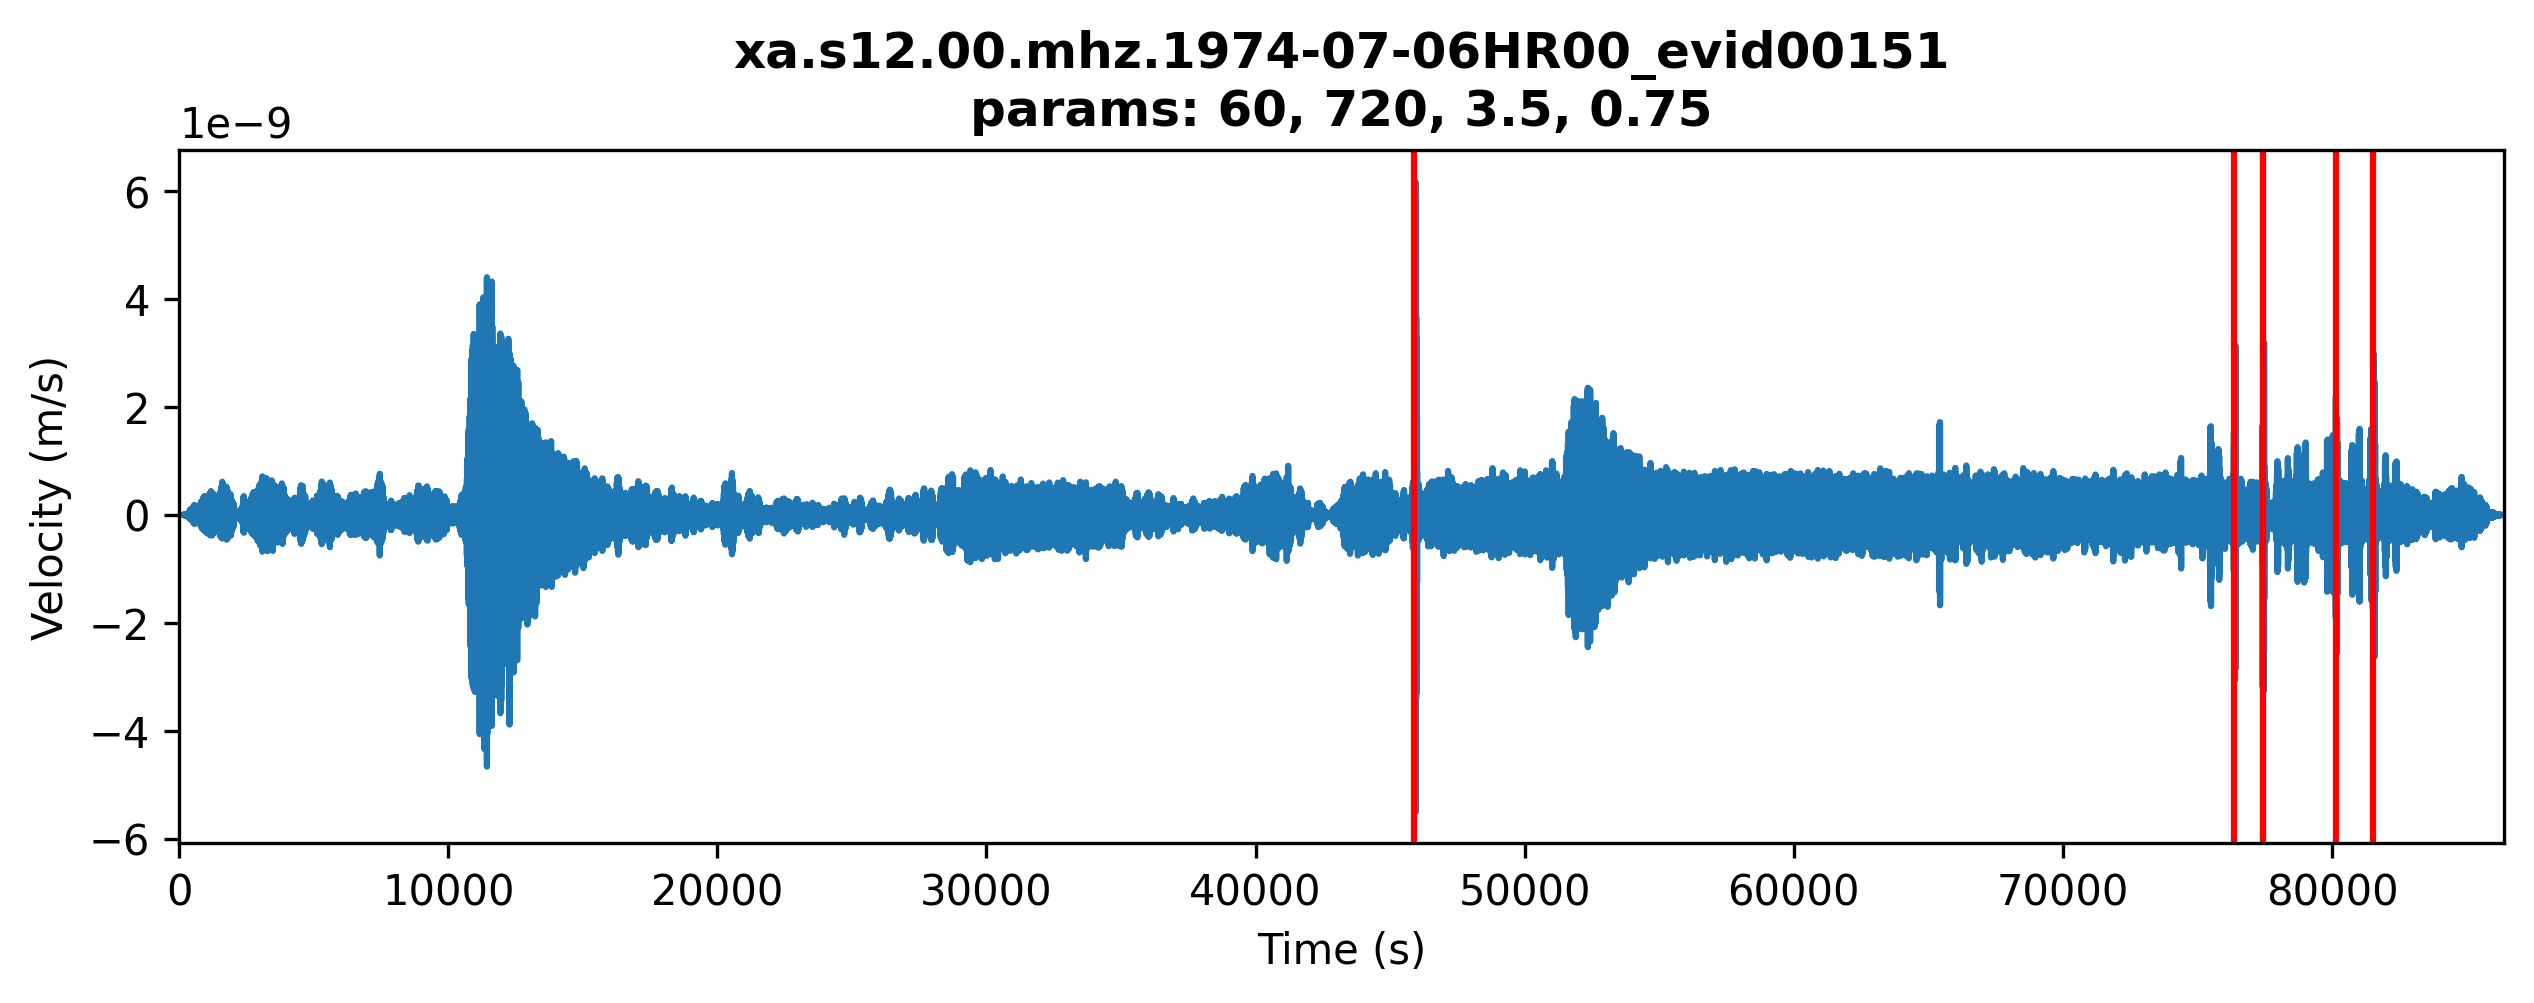 xa.s12.00.mhz.1974-07-06HR00_evid00151
params: 60, 720, 3.5, 0.75
1e−9
6
4
2
0
−2
−4
−6
Velocity (m/s)
0 10000 20000 30000 40000 50000 60000 70000 80000
Time (s)